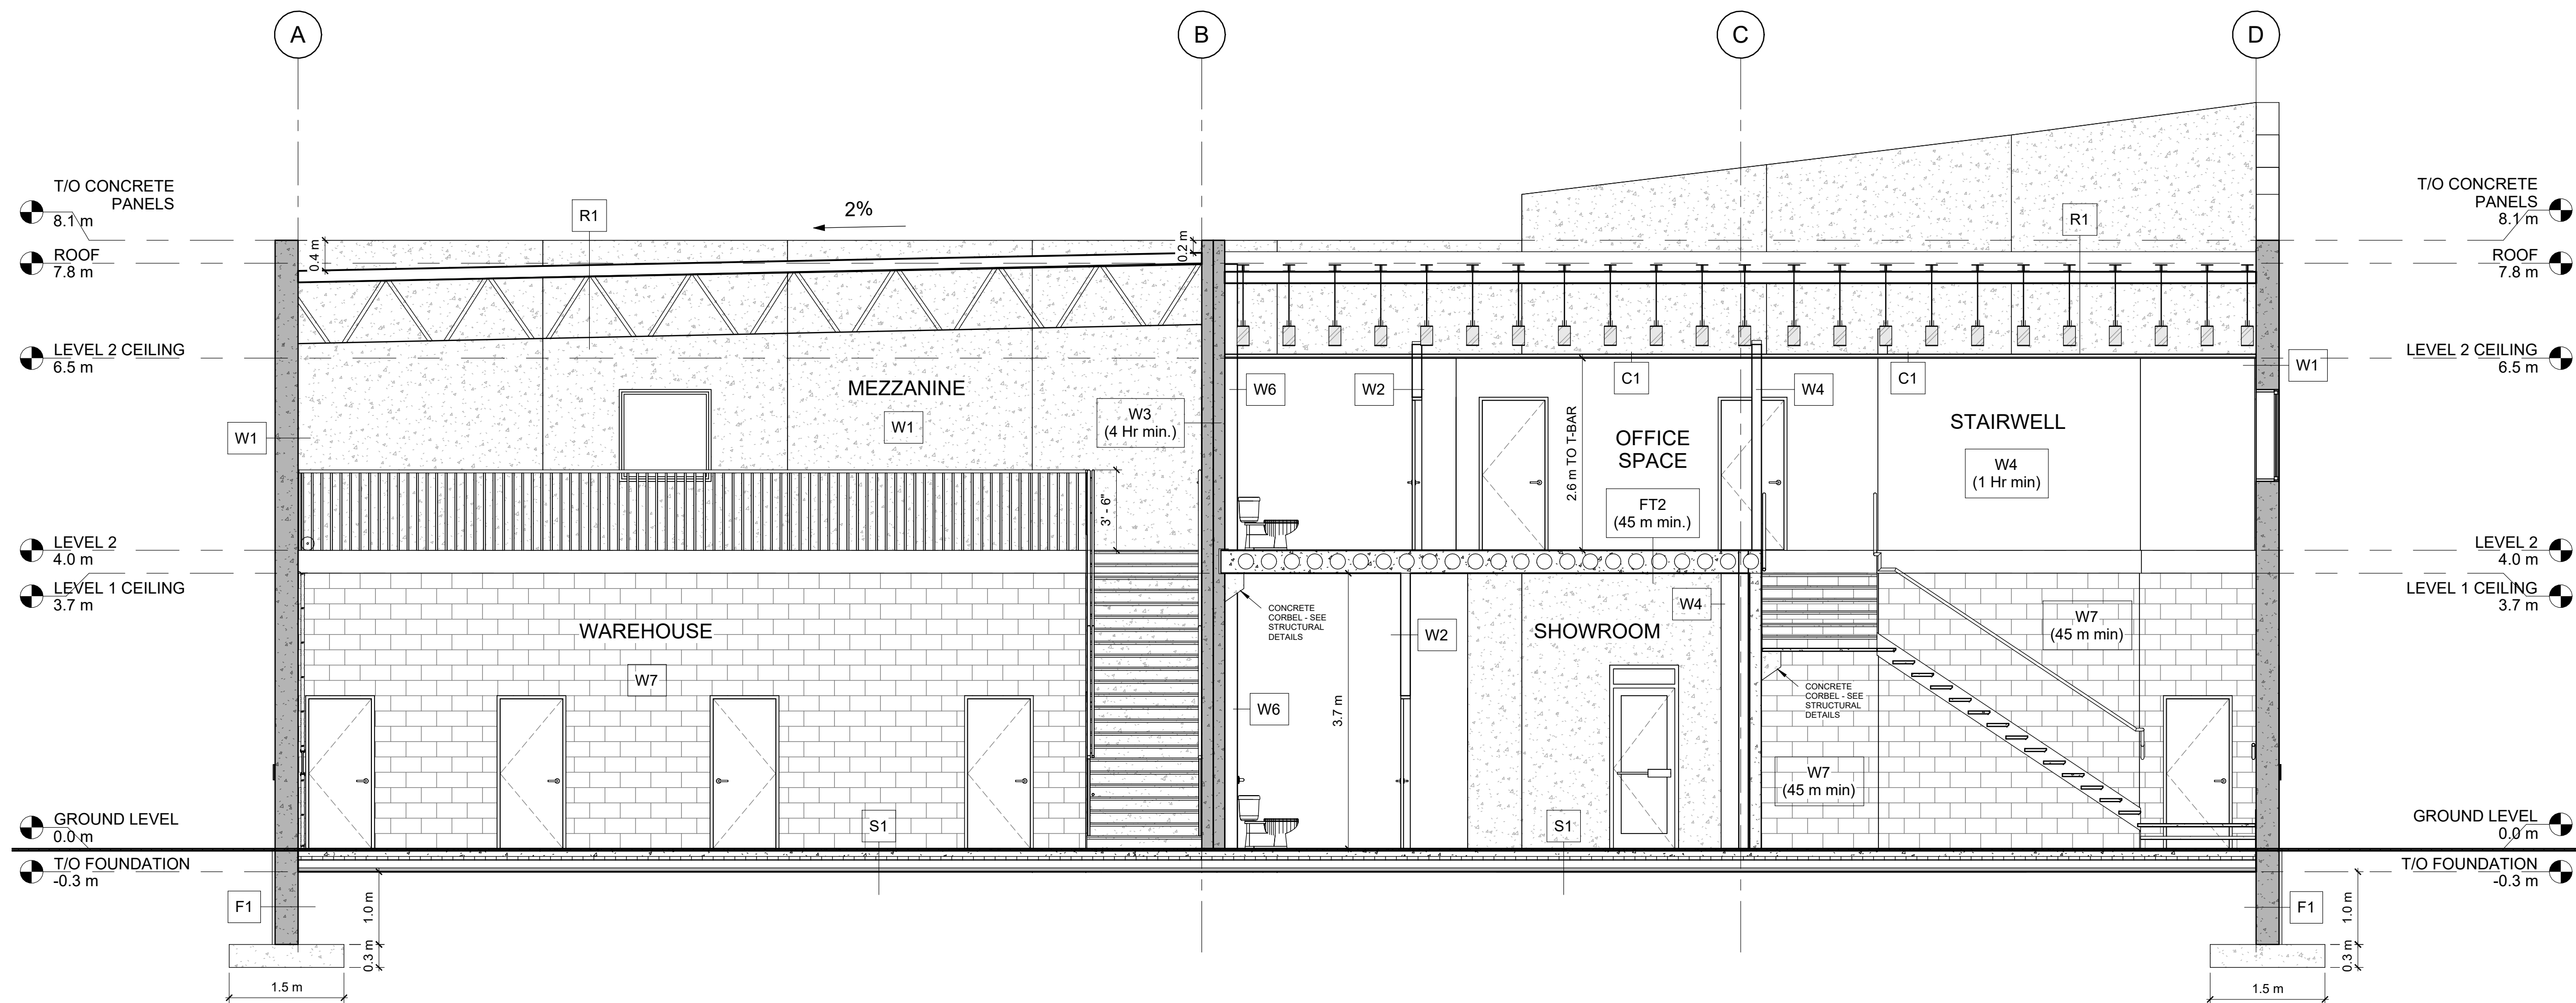 A
B
C
D
T/O CONCRETE
PANELS
8.1 m
ROOF
7.8 m
LEVEL 2 CEILING
6.5 m
LEVEL 2
4.0 m
LEVEL 1 CEILING
3.7 m
GROUND LEVEL
0.0 m
T/O FOUNDATION
-0.3 m
0.4 m
R1
2%
0.2 m
W1
MEZZANINE
W1
W3
(4 Hr min.)
3' - 6"
WAREHOUSE
W7
S1
F1
1.0 m
0.3 m
1.5 m
W6
W2
C1
2.6 m TO T-BAR
OFFICE
SPACE
FT2
(45 m min.)
W4
C1
R1
STAIRWELL
W4
(1 Hr min)
W1
CONCRETE
CORBEL - SEE
STRUCTURAL
DETAILS
W6
3.7 m
W2
SHOWROOM
W4
S1
CONCRETE
CORBEL - SEE
STRUCTURAL
DETAILS
W7
(45 m min)
W7
(45 m min)
F1
1.0 m
0.3 m
1.5 m
T/O CONCRETE
PANELS
8.1 m
ROOF
7.8 m
LEVEL 2 CEILING
6.5 m
LEVEL 2
4.0 m
LEVEL 1 CEILING
3.7 m
GROUND LEVEL
0.0 m
T/O FOUNDATION
-0.3 m